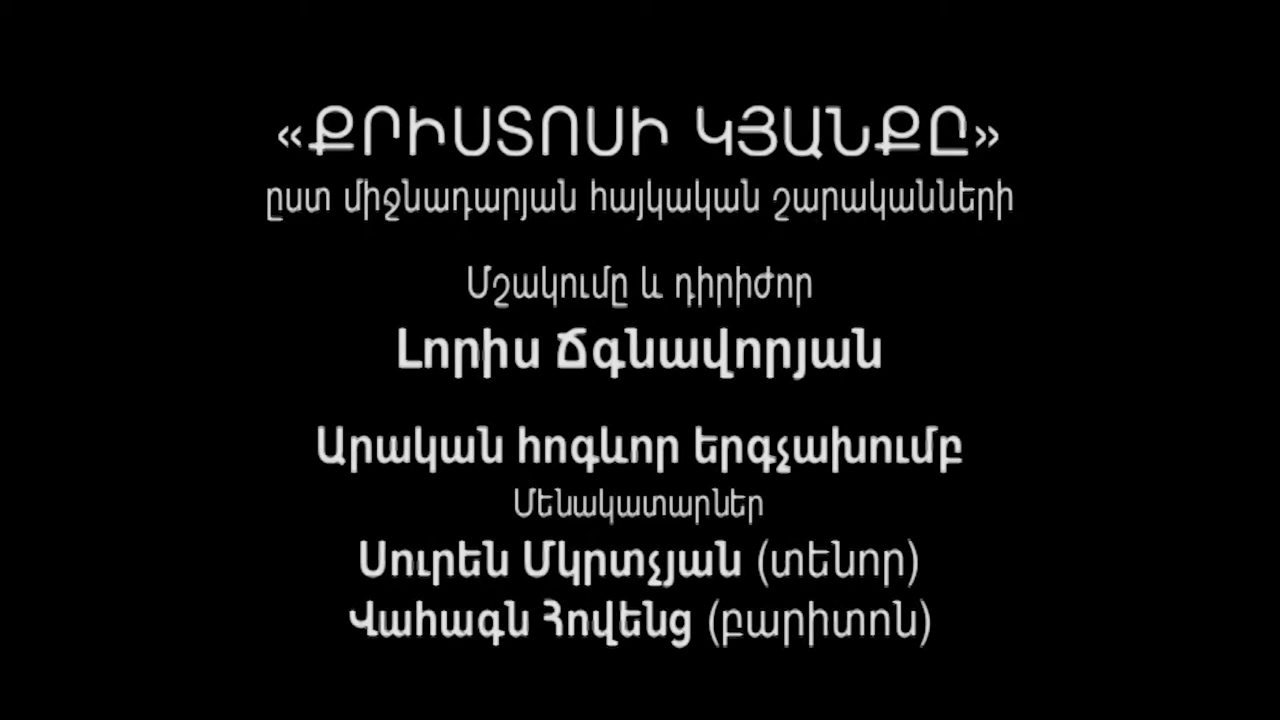 «ՔՐԻՍՏՈՍԻ ԿՅԱՆՔԸ»
ըստ միջնադարյան հայկական շարականների
Մշակումը և դիրիժոր
Լորիս Ճգնավորյան
Արական հոգևոր երգչախումբ
Մենակատարներ
Սուրեն Մկրտչյան (տենոր)
Վահագն Հովենց (բարիտոն)